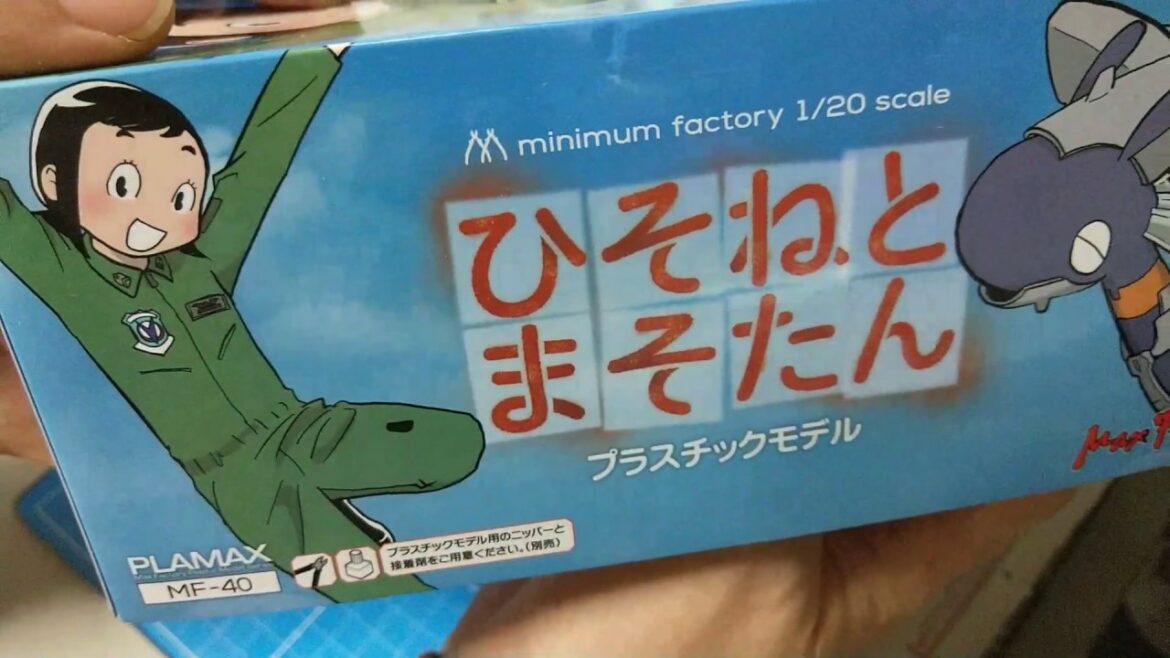 minimum factory 1/20 scale
ひそねと
まそたん
プラスチックモデル
PLAMAX
MF-40
プラスチックモデル用のニッパーと
接着剤をご用意ください。(別売)
MAX